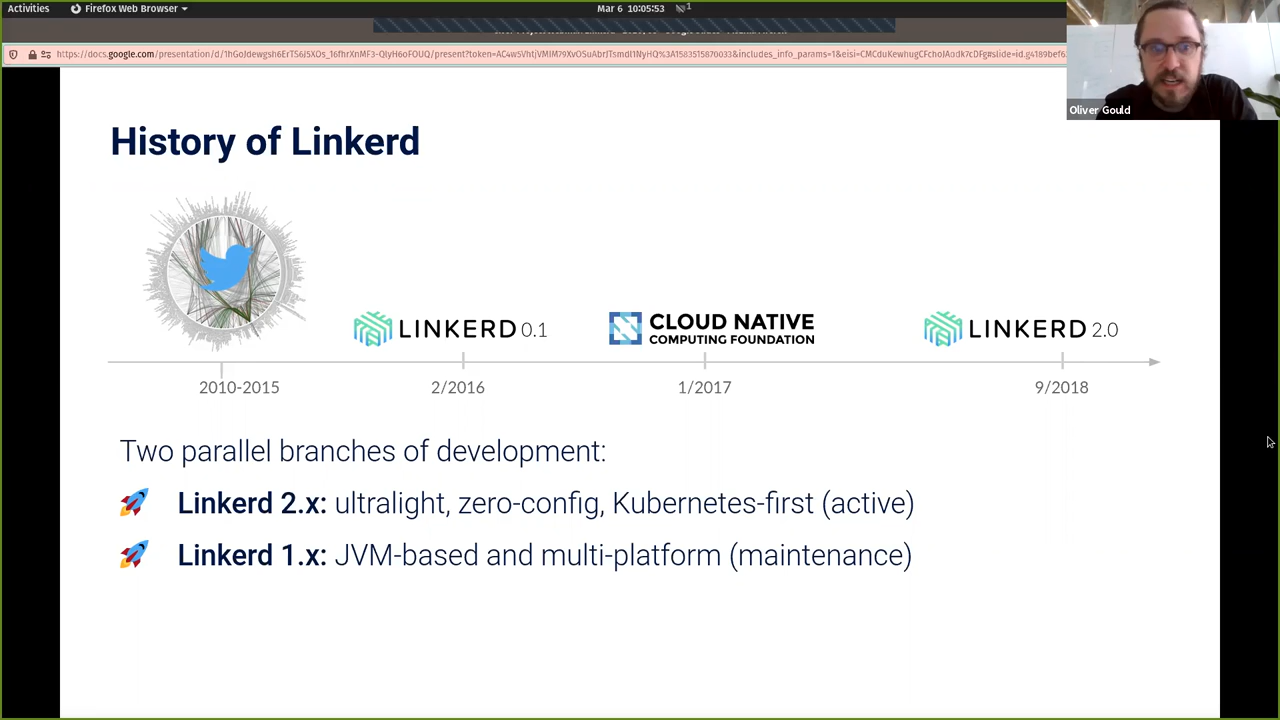 Activities
Firefox Web Browser
Mar 6 10:05:53
1
Oliver Gould
History of Linkerd
LINKERD 0.1
CLOUD NATIVE
COMPUTING FOUNDATION
LINKERD 2.0
2010-2015
2/2016
1/2017
9/2018
Two parallel branches of development:
Linkerd 2.x: ultralight, zero-config, Kubernetes-first (active)
Linkerd 1.x: JVM-based and multi-platform (maintenance)